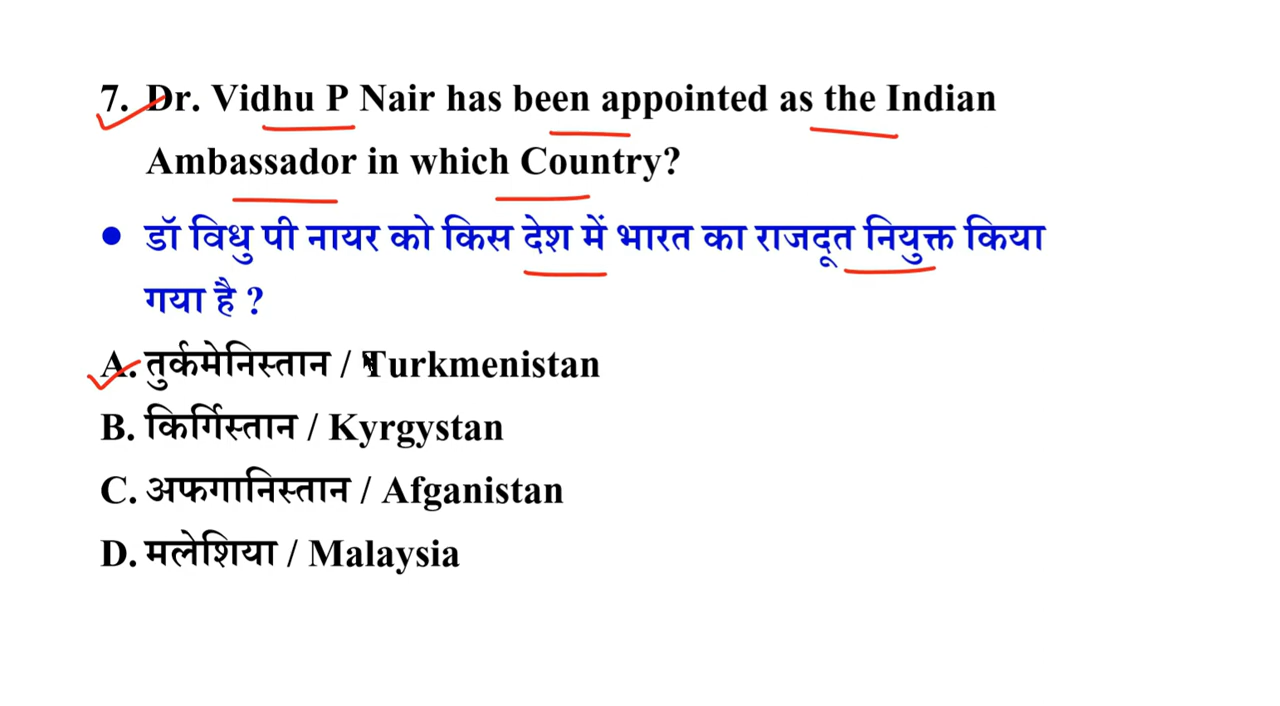 7. Dr. Vidhu P Nair has been appointed as the Indian
Ambassador in which Country?
• डॉ विधु पी नायर को किस देश में भारत का राजदूत नियुक्त किया
गया है ?
A. तुर्कमेनिस्तान / Turkmenistan
B. किर्गिस्तान / Kyrgystan
C. अफगानिस्तान / Afganistan
D. मलेशिया / Malaysia